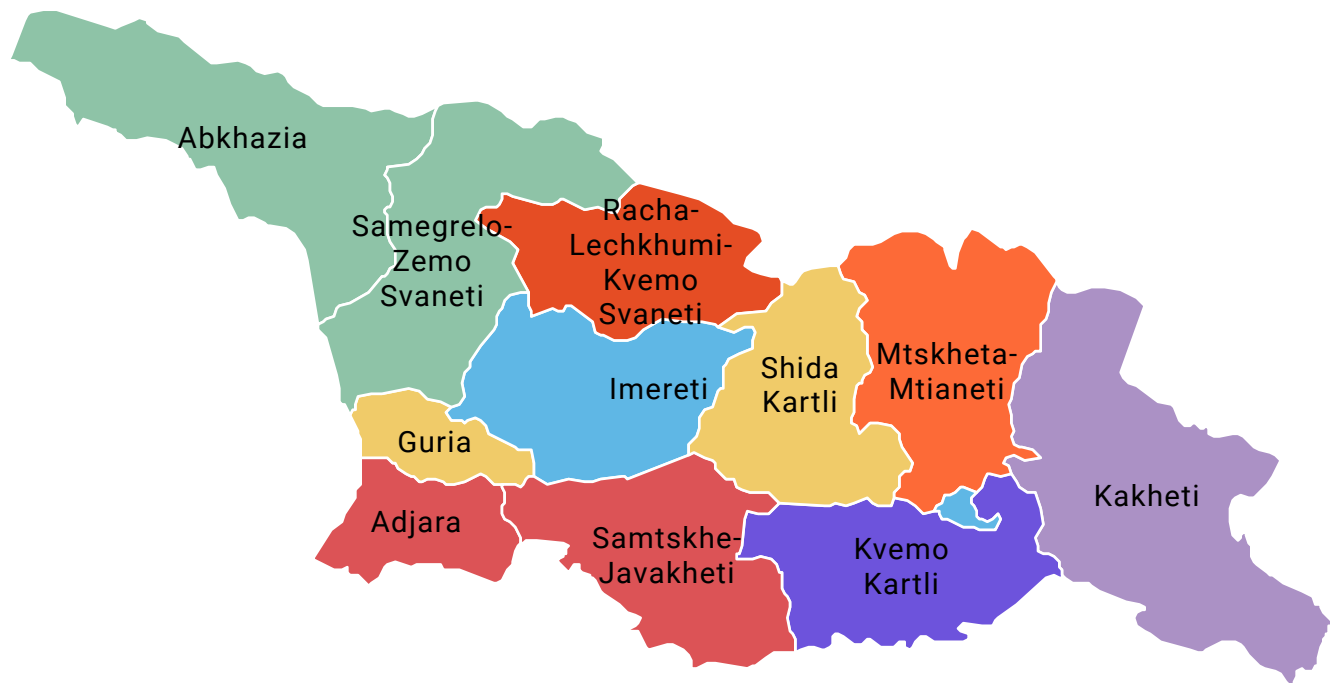 Abkhazia
Samegrelo-
Zemo
Svaneti
Racha-
Lechkhumi-
Kvemo
Svaneti
Imereti
Shida
Kartli
Mtskheta-
Mtianeti
Guria
Kakheti
Adjara
Samtskhe-
Javakheti
Kvemo
Kartli